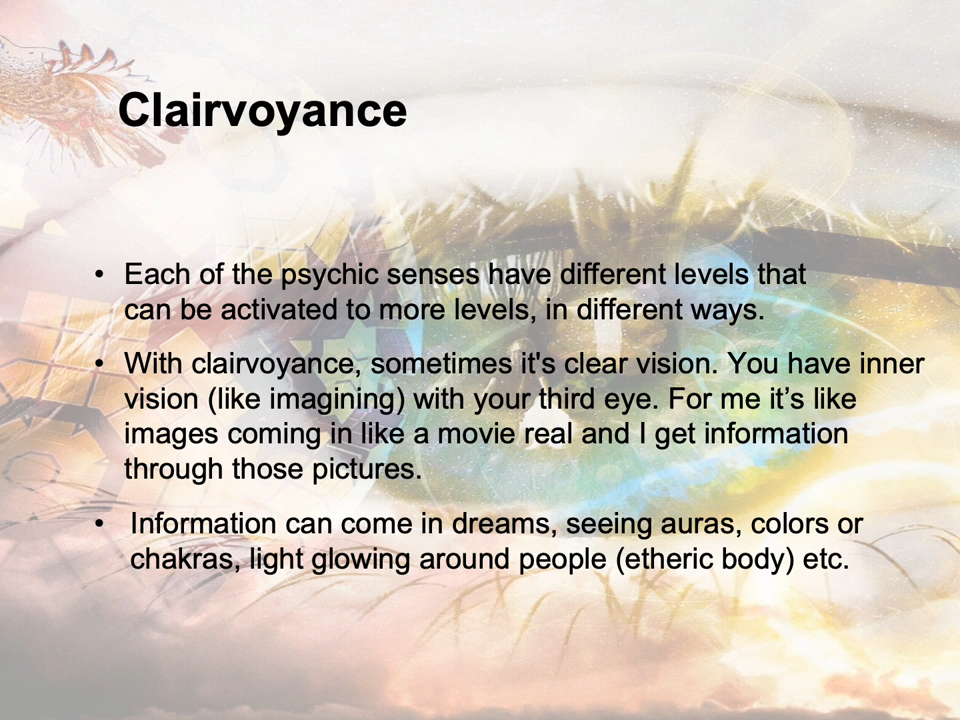 Clairvoyance
• Each of the psychic senses have different levels that
can be activated to more levels, in different ways.
• With clairvoyance, sometimes it's clear vision. You have inner
vision (like imagining) with your third eye. For me it’s like
images coming in like a movie real and I get information
through those pictures.
• Information can come in dreams, seeing auras, colors or
chakras, light glowing around people (etheric body) etc.